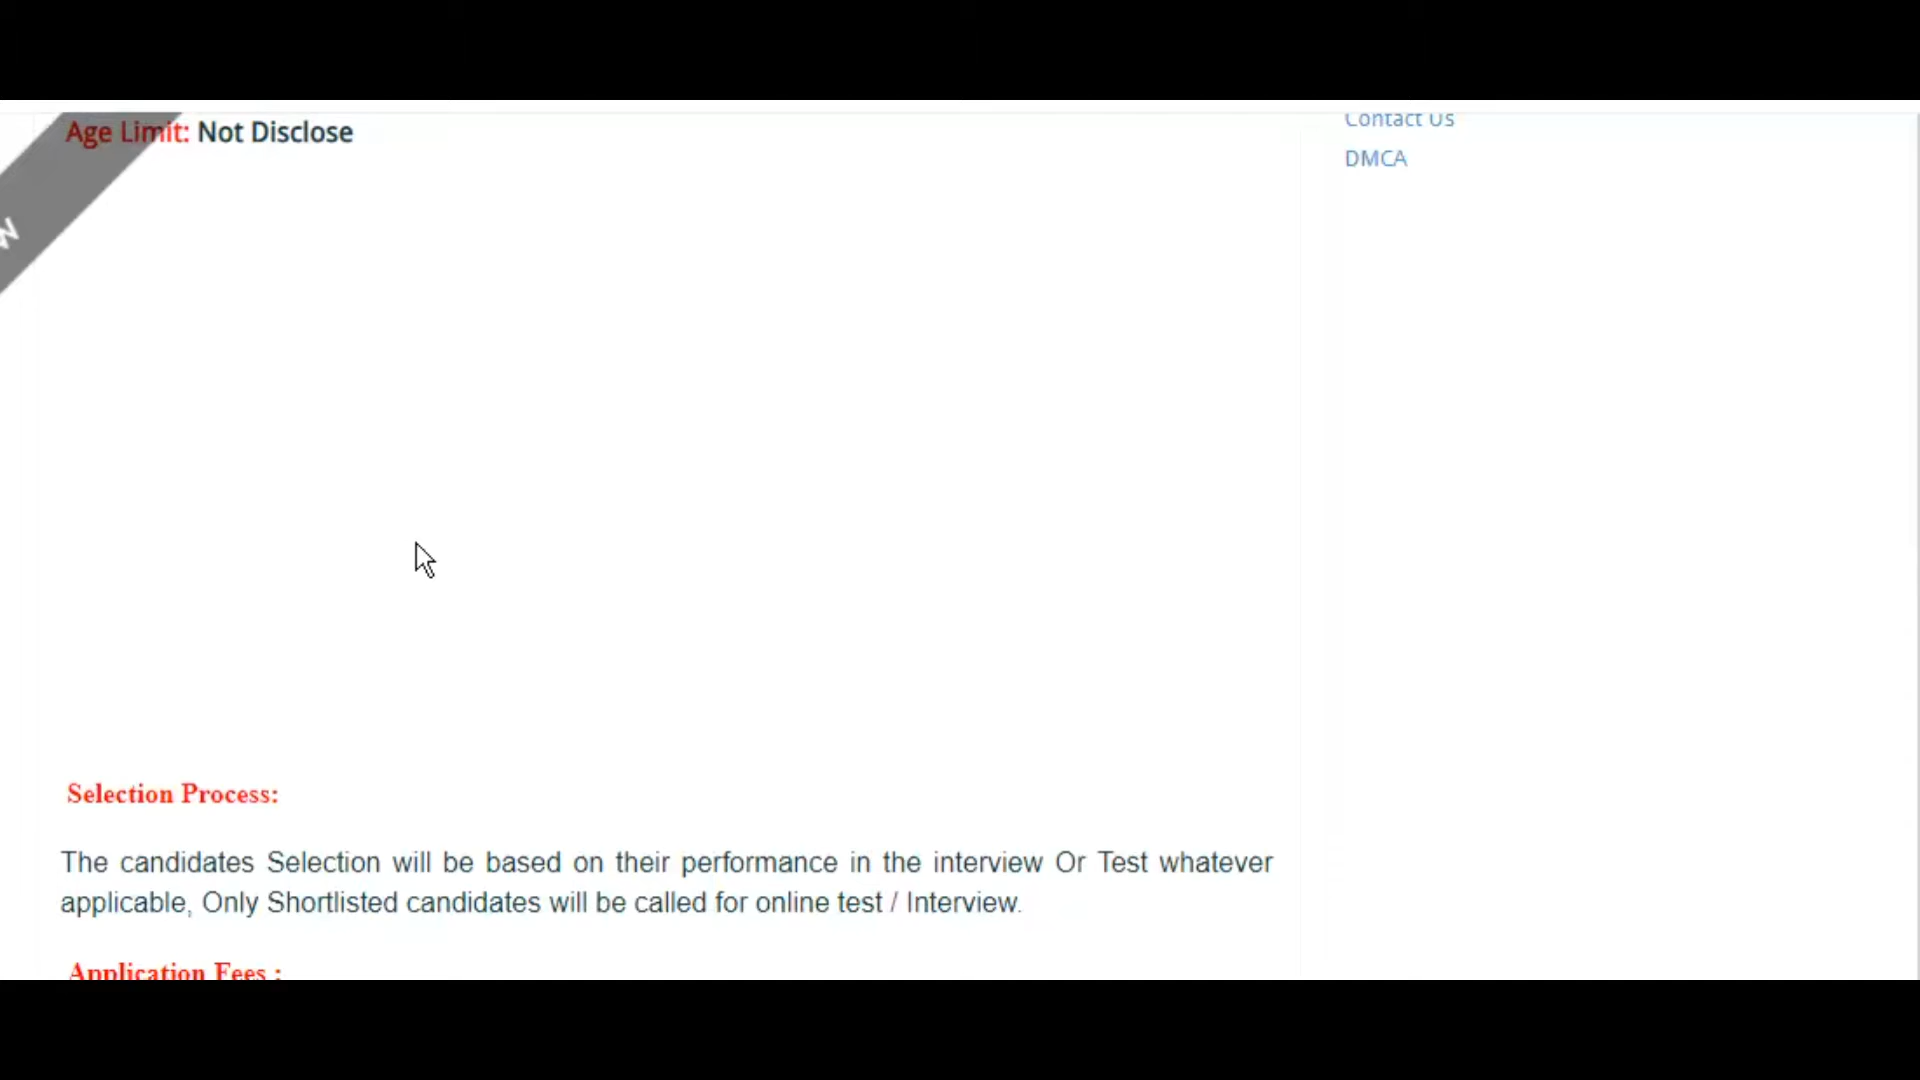 Age Limit: Not Disclose
Contact Us
DMCA
W
Selection Process:
The candidates Selection will be based on their performance in the interview Or Test whatever
applicable, Only Shortlisted candidates will be called for online test / Interview.
Application Fees :